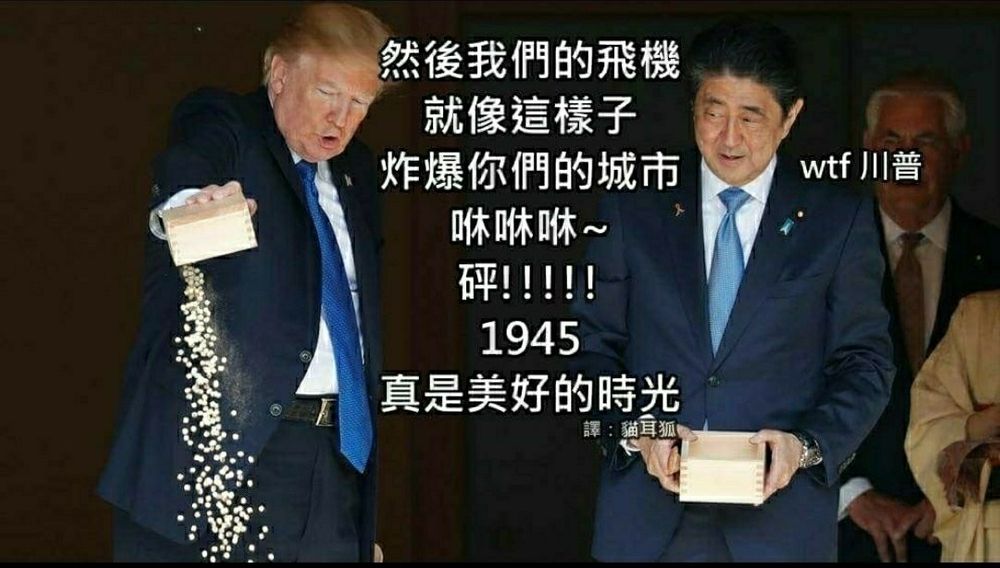 然後我們的飛機
就像這樣子
炸爆你們的城市
咻咻咻~
砰!!!!!
1945
真是美好的時光
譯：貓耳狐
wtf 川普